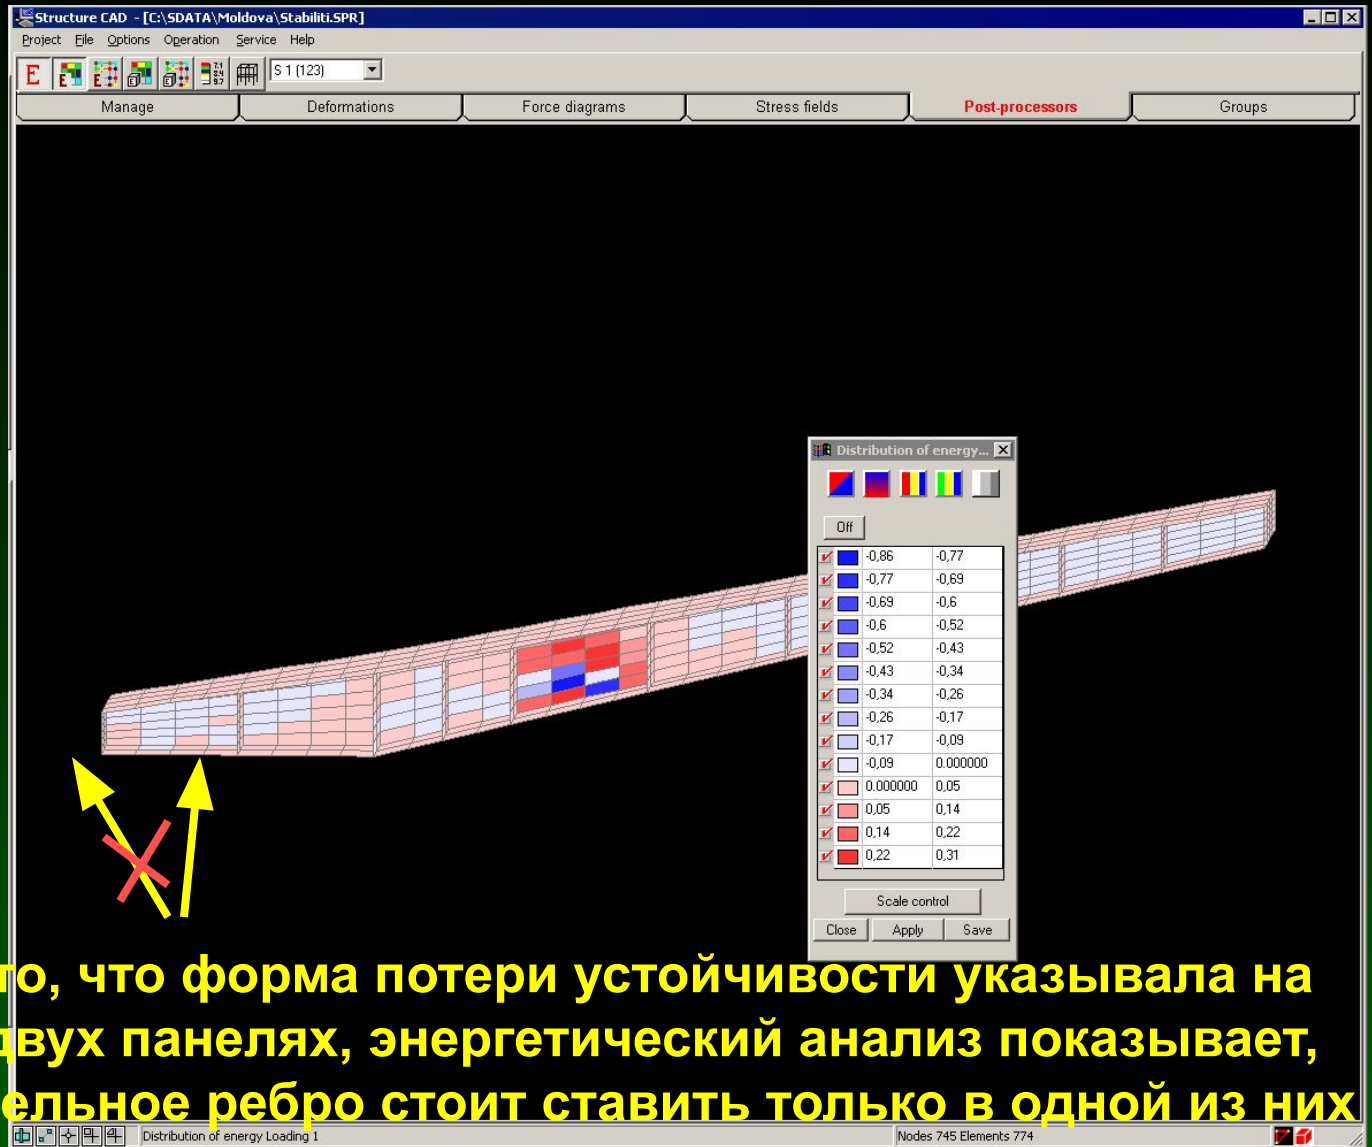 Structure CAD - [C:\SDATA\Moldova\Stabiliti.SPR]
Project File Options Operation Service Help
E E E E E 7.1 8.4 9.7 S 1 (123)
Manage Deformations Force diagrams Stress fields Post-processors Groups
Distribution of energy...
Off
-0,86 -0,77
-0,77 -0,69
-0,69 -0,6
-0,6 -0,52
-0,52 -0,43
-0,43 -0,34
-0,34 -0,26
-0,26 -0,17
-0,17 -0,09
-0,09 0.000000
0.000000 0,05
0,05 0,14
0,14 0,22
0,22 0,31
Scale control
Close Apply Save
го, что форма потери устойчивости указывала на
двух панелях, энергетический анализ показывает,
ельное ребро стоит ставить только в одной из них
Distribution of energy Loading 1 Nodes 745 Elements 774